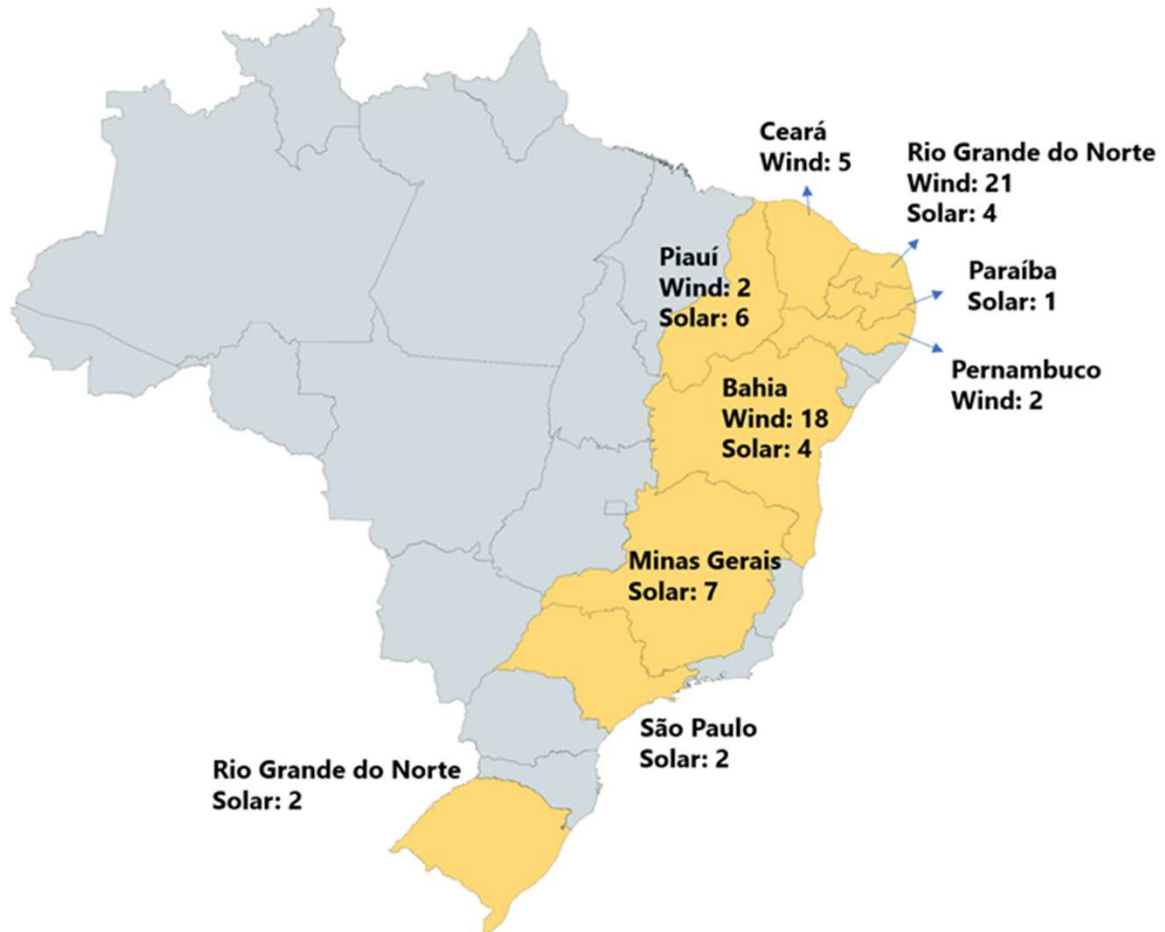 Ceará
Wind: 5
Rio Grande do Norte
Wind: 21
Solar: 4
Piauí
Wind: 2
Solar: 6
Paraíba
Solar: 1
Pernambuco
Wind: 2
Bahia
Wind: 18
Solar: 4
Minas Gerais
Solar: 7
São Paulo
Solar: 2
Rio Grande do Norte
Solar: 2